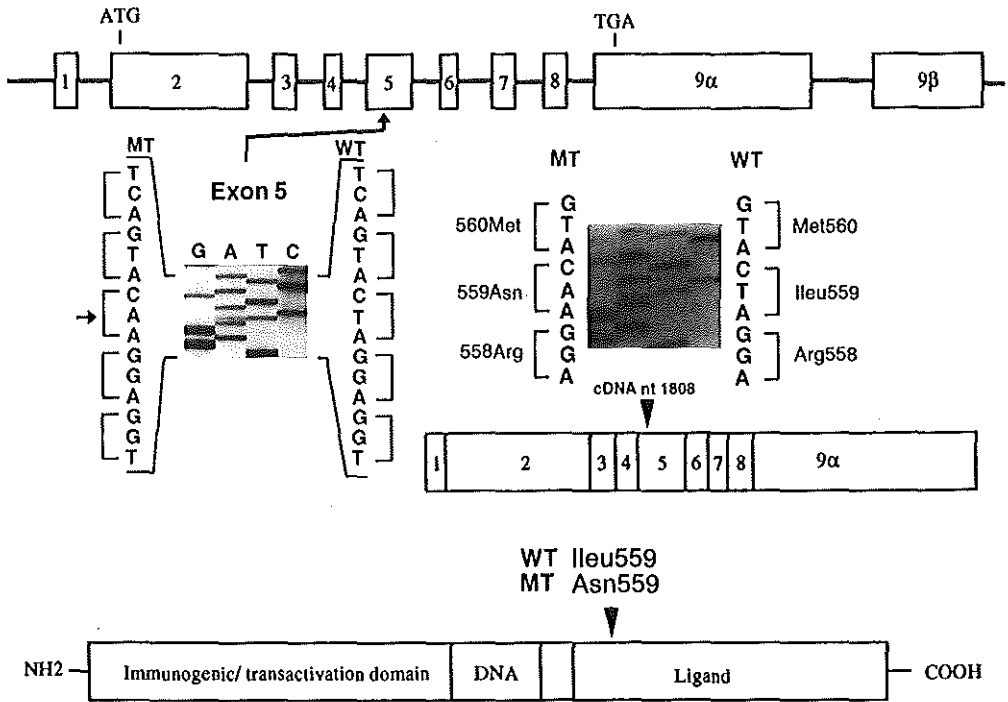 ATG
TGA
1 2 3 4 5 6 7 8 9α 9β
MT
WT
Exon 5
G A T C
T
C
A
G
T
A
C
A
A
G
G
A
G
G
T
T
C
A
G
T
A
C
T
A
G
G
A
G
G
T
MT
WT
560Met
559Asn
558Arg
G
T
A
C
A
A
G
G
A
G
T
A
C
T
A
G
G
A
Met560
Ileu559
Arg558
cDNA nt 1808
1 2 3 4 5 6 7 8 9α
WT Ileu559
MT Asn559
NH2 Immunogenic/ transactivation domain DNA Ligand COOH